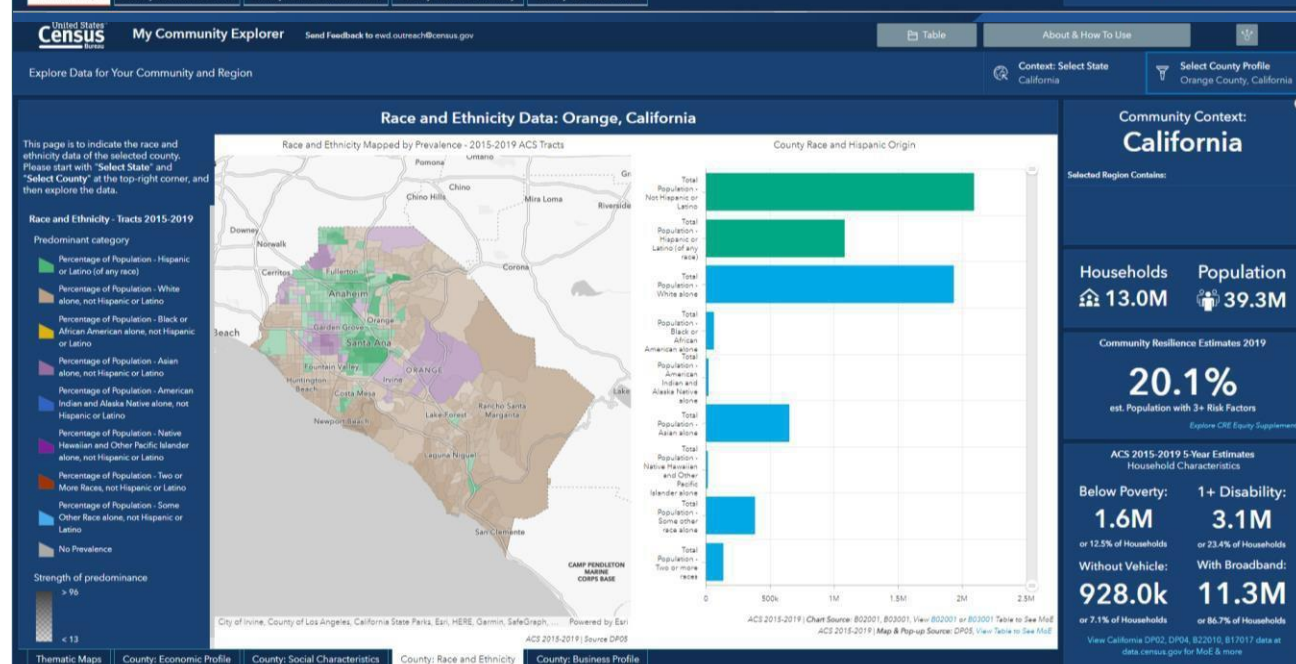 United States
Census
Bureau
My Community Explorer
Send Feedback to ewd.outreach@census.gov
Table
About & How To Use
Explore Data for Your Community and Region
Context: Select State
California
Select County Profile
Orange County, California
Race and Ethnicity Data: Orange, California
This page is to indicate the race and
ethnicity data of the selected county.
Please start with "Select State" and
"Select County" at the top-right corner, and
then explore the data.
Race and Ethnicity - Tracts 2015-2019
Predominant category
Percentage of Population - Hispanic
or Latino (of any race)
Percentage of Population - White
alone, not Hispanic or Latino
Percentage of Population - Black or
African American alone, not Hispanic
or Latino
Percentage of Population - Asian
alone, not Hispanic or Latino
Percentage of Population - American
Indian and Alaska Native alone, not
Hispanic or Latino
Percentage of Population - Native
Hawaiian and Other Pacific Islander
alone, not Hispanic or Latino
Percentage of Population - Two or
More Races, not Hispanic or Latino
Percentage of Population - Some
Other Race alone, not Hispanic or
Latino
No Prevalence
Strength of predominance
> 96
< 13
Race and Ethnicity Mapped by Prevalence - 2015-2019 ACS Tracts
Pomona
Ontario
Chino
Chino Hills
Mira Loma
Riverside
Downey
Norwalk
Corona
Cerritos
Fullerton
Anaheim
Orange
Beach
Garden Grove
Santa Ana
Fountain Valley
ORANGE
Huntington
Beach
Irvine
Costa Mesa
Lake
Newport Beach
Lake Forest
Rancho Santa
Margarita
Laguna Niguel
San Clemente
CAMP PENDLETON
MARINE
CORPS BASE
City of Irvine, County of Los Angeles, California State Parks, Esri, HERE, Garmin, SafeGraph, ...
Powered by Esri
ACS 2015-2019 | Source DP05
County Race and Hispanic Origin
Total
Population -
Not Hispanic or
Latino
Total
Population -
Hispanic or
Latino (of any
race)
Total
Population -
White alone
Total
Population -
Black or
African
American alone
Total
Population -
American
Indian and
Alaska Native
alone
Total
Population -
Asian alone
Total
Population -
Native Hawaiian
and Other
Pacific
Islander alone
Total
Population -
Some other
race alone
Total
Population -
Two or more
races
0 500k 1M 1.5M 2M 2.5M
ACS 2015-2019 | Chart Source: B02001, B03001, View B02001 or B03001 Table to See MoE
ACS 2015-2019 | Map & Pop-up Source: DP05, View Table to See MoE
Community Context:
California
Selected Region Contains:
Households
13.0M
Population
39.3M
Community Resilience Estimates 2019
20.1%
est. Population with 3+ Risk Factors
Explore CRE Equity Supplement
ACS 2015-2019 5-Year Estimates
Household Characteristics
Below Poverty:
1.6M
or 12.5% of Households
1+ Disability:
3.1M
or 23.4% of Households
Without Vehicle:
928.0k
or 7.1% of Households
With Broadband:
11.3M
or 86.7% of Households
View California DP02, DP04, B22010, B17017 data at
data.census.gov for MoE & more
Thematic Maps
County: Economic Profile
County: Social Characteristics
County: Race and Ethnicity
County: Business Profile